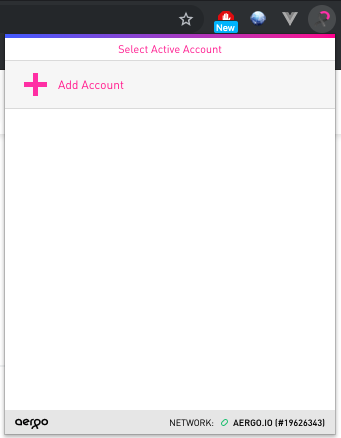 New
Select Active Account
Add Account
aergo
NETWORK: AERGO.IO (#19626343)